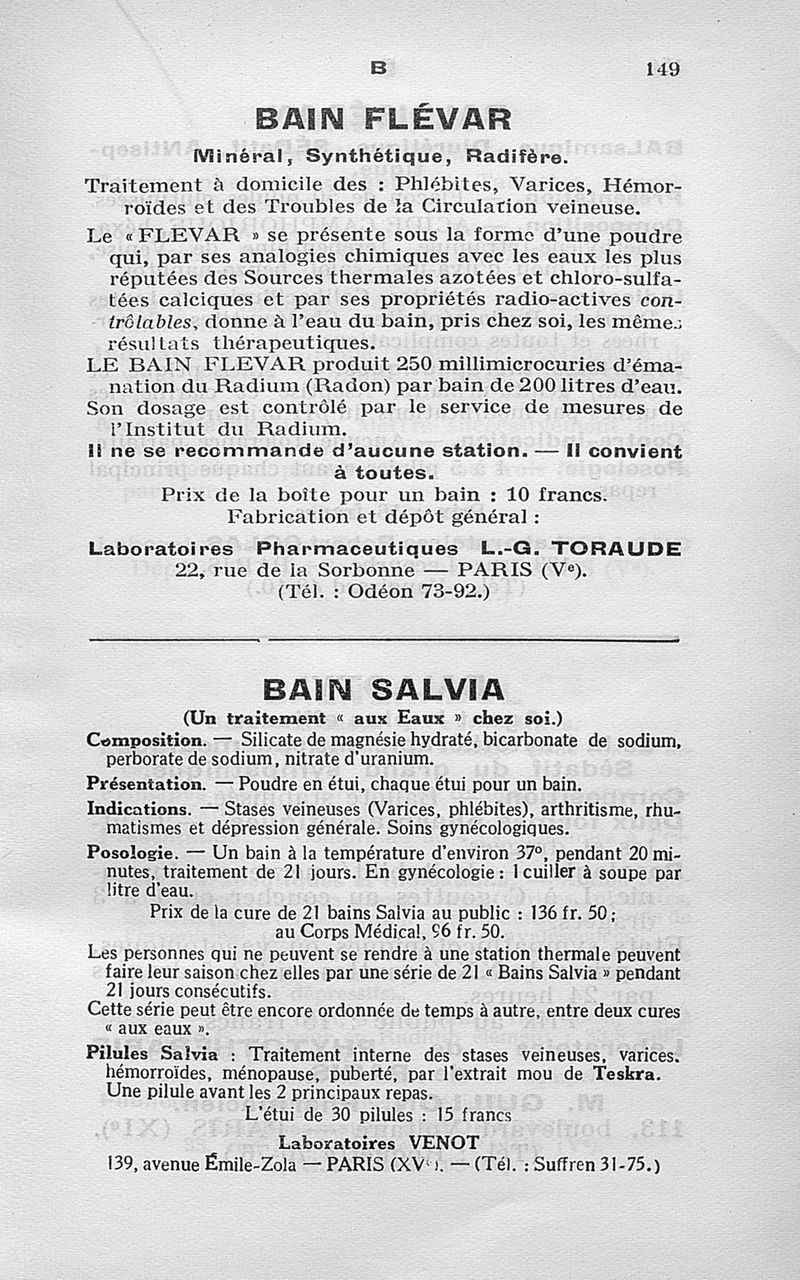 B 149
BAIN FLÉVAR
Minéral, Synthétique, Radifère.
Traitement à domicile des : Phlébites, Varices, Hémor-
roïdes et des Troubles de la Circulation veineuse.
Le « FLEVAR » se présente sous la forme d'une poudre
qui, par ses analogies chimiques avec les eaux les plus
réputées des Sources thermales azotées et chloro-sulfa-
tées calciques et par ses propriétés radio-actives con-
trôlables, donne à l'eau du bain, pris chez soi, les mêmes
résultats thérapeutiques.
LE BAIN FLEVAR produit 250 millimicrocuries d'éma-
nation du Radium (Radon) par bain de 200 litres d'eau.
Son dosage est contrôlé par le service de mesures de
l'Institut du Radium.
Il ne se recommande d'aucune station. — Il convient
à toutes.
Prix de la boîte pour un bain : 10 francs.
Fabrication et dépôt général :
Laboratoires Pharmaceutiques L.-G. TORAUDE
22, rue de la Sorbonne — PARIS (Ve).
(Tél. : Odéon 73-92.)
BAIN SALVIA
(Un traitement « aux Eaux » chez soi.)
Composition. — Silicate de magnésie hydraté, bicarbonate de sodium,
perborate de sodium, nitrate d'uranium.
Présentation. — Poudre en étui, chaque étui pour un bain.
Indications. — Stases veineuses (Varices, phlébites), arthritisme, rhu-
matismes et dépression générale. Soins gynécologiques.
Posologie. — Un bain à la température d'environ 37°, pendant 20 mi-
nutes, traitement de 21 jours. En gynécologie : 1 cuiller à soupe par
litre d'eau.
Prix de la cure de 21 bains Salvia au public : 136 fr. 50 ;
au Corps Médical, 96 fr. 50.
Les personnes qui ne peuvent se rendre à une station thermale peuvent
faire leur saison chez elles par une série de 21 « Bains Salvia » pendant
21 jours consécutifs.
Cette série peut être encore ordonnée de temps à autre, entre deux cures
« aux eaux ».
Pilules Salvia : Traitement interne des stases veineuses, varices.
hémorroïdes, ménopause, puberté, par l'extrait mou de Teskra.
Une pilule avant les 2 principaux repas.
L'étui de 30 pilules : 15 francs
Laboratoires VENOT
139, avenue Émile-Zola — PARIS (XVe). — (Tél. : Suffren 31-75.)